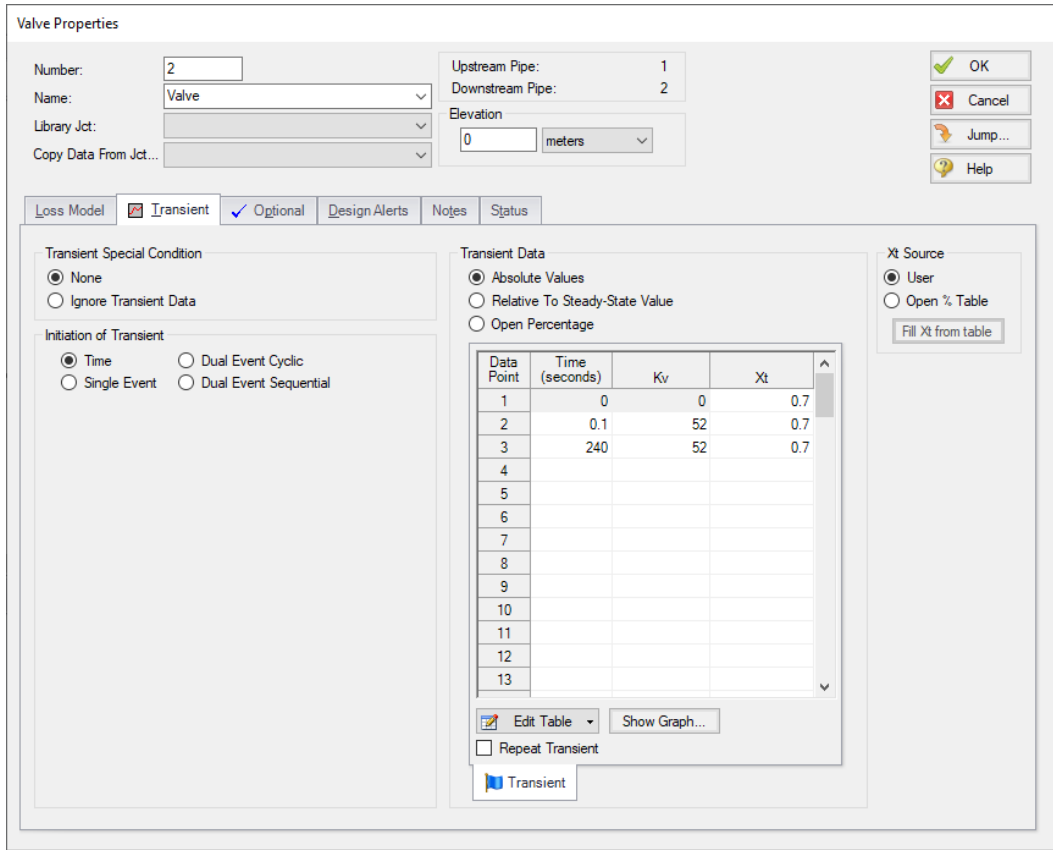 Valve Properties
Number: 2
Name: Valve
Library Jct:
Copy Data From Jct...
Upstream Pipe: 1
Downstream Pipe: 2
Elevation
0 meters
OK
Cancel
Jump...
Help
Loss Model Transient Optional Design Alerts Notes Status
Transient Special Condition
None
Ignore Transient Data
Initiation of Transient
Time Dual Event Cyclic
Single Event Dual Event Sequential
Transient Data
Absolute Values
Relative To Steady-State Value
Open Percentage
Data Point Time (seconds) Kv Xt
1 0 0 0.7
2 0.1 52 0.7
3 240 52 0.7
4
5
6
7
8
9
10
11
12
13
Edit Table Show Graph...
Repeat Transient
Transient
Xt Source
User
Open % Table
Fill Xt from table